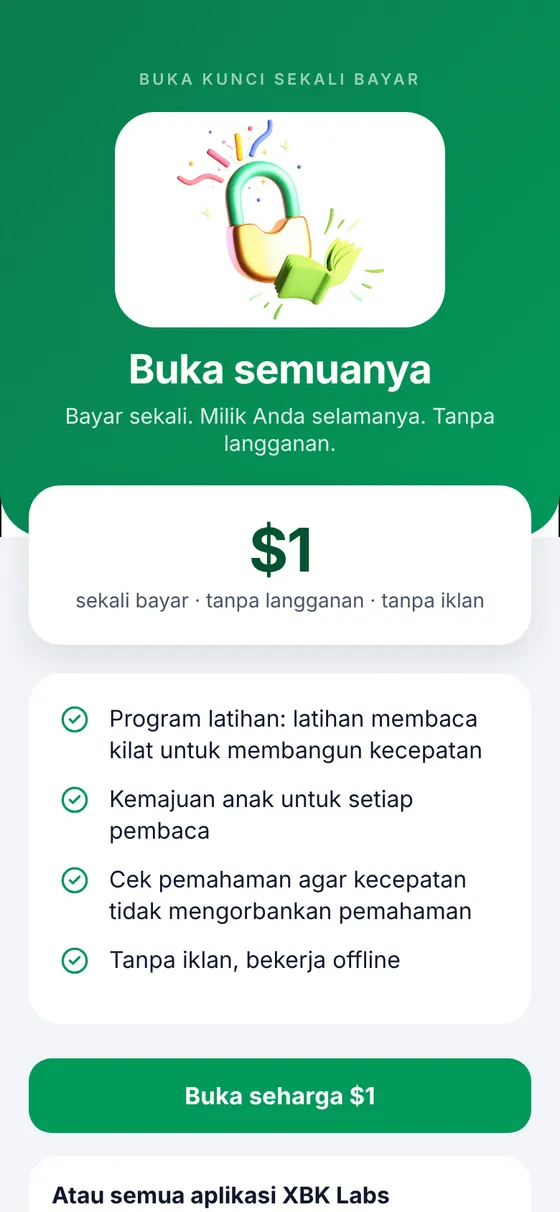 BUKA KUNCI SEKALI BAYAR
Buka semuanya
Bayar sekali. Milik Anda selamanya. Tanpa
langganan.
$1
sekali bayar · tanpa langganan · tanpa iklan
Program latihan: latihan membaca
kilat untuk membangun kecepatan
Kemajuan anak untuk setiap
pembaca
Cek pemahaman agar kecepatan
tidak mengorbankan pemahaman
Tanpa iklan, bekerja offline
Buka seharga $1
Atau semua aplikasi XBK Labs